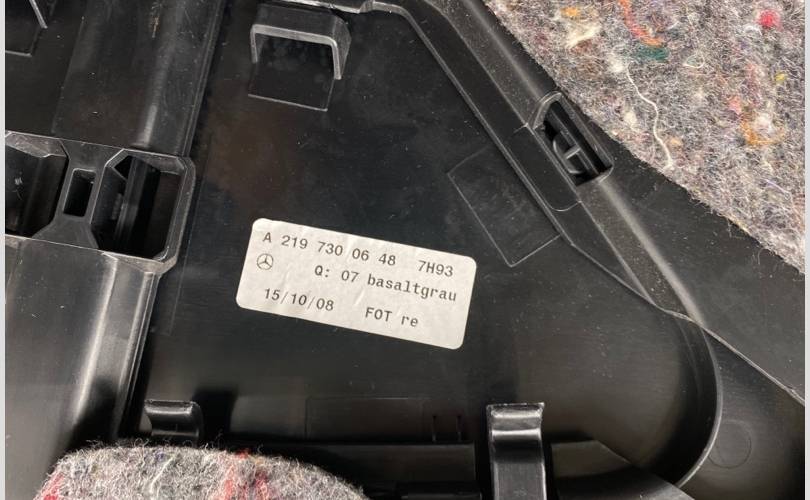 A 219 730 06 48 7H93
Q: 07 basaltgrau
15/10/08 FOT re